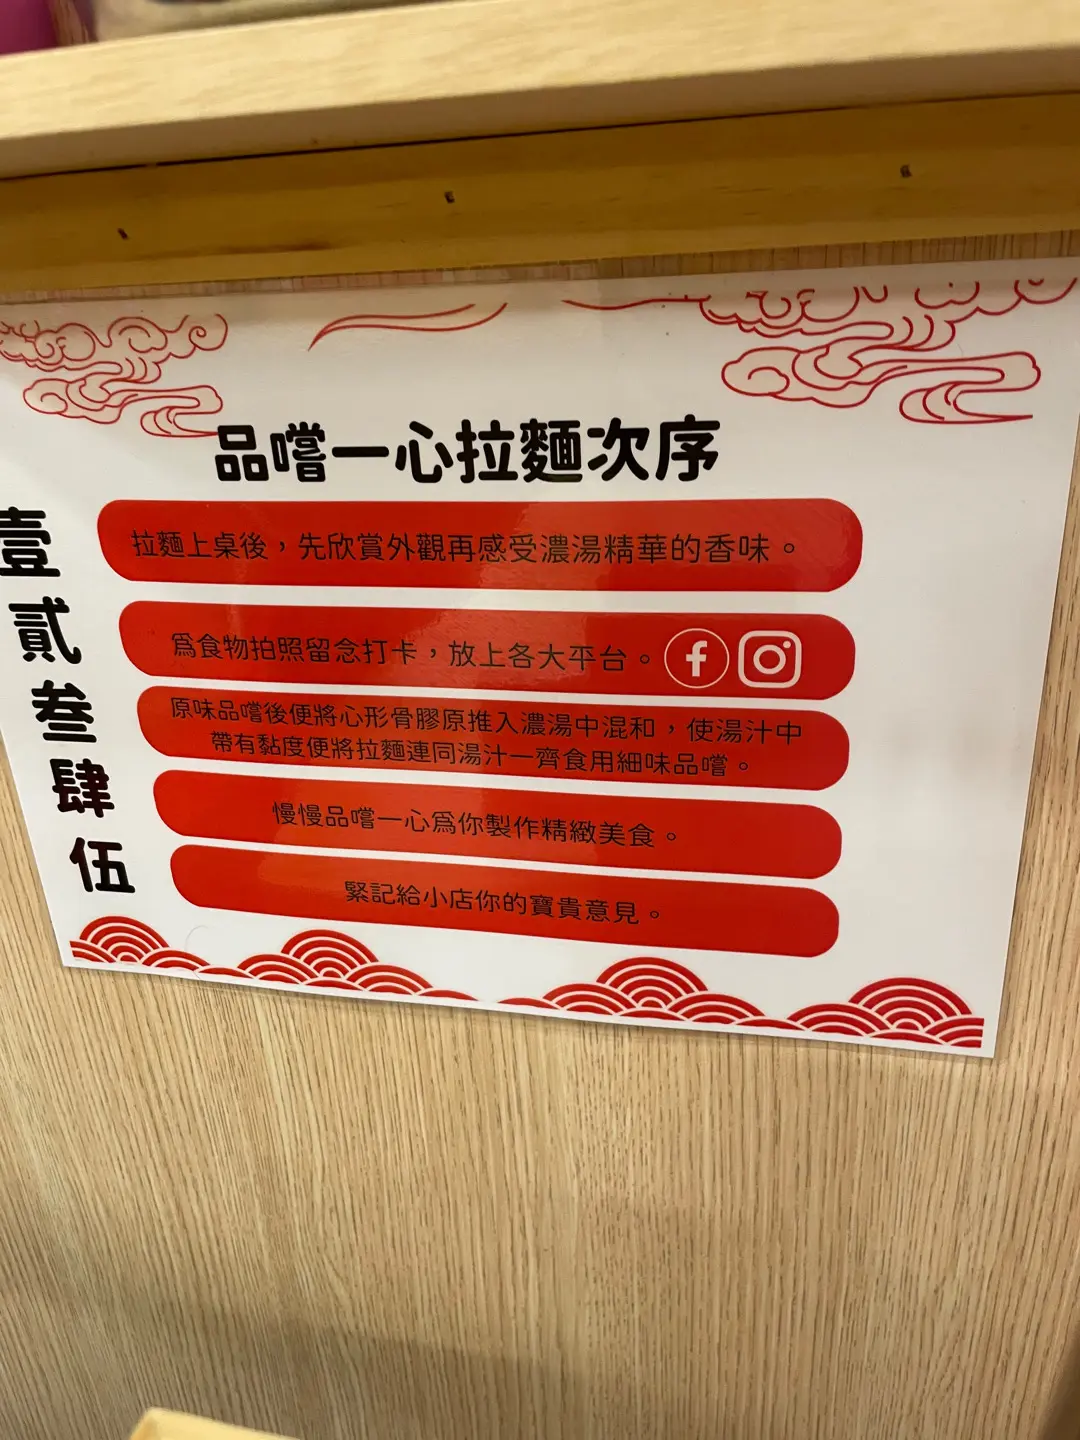 品嚐一心拉麵次序
壹
拉麵上桌後，先欣賞外觀再感受濃湯精華的香味。
貳
爲食物拍照留念打卡，放上各大平台。
叁
原味品嚐後便將心形骨膠原推入濃湯中混和，使湯汁中
帶有黏度便將拉麵連同湯汁一齊食用細味品嚐。
肆
慢慢品嚐一心爲你製作精緻美食。
伍
緊記給小店你的寶貴意見。